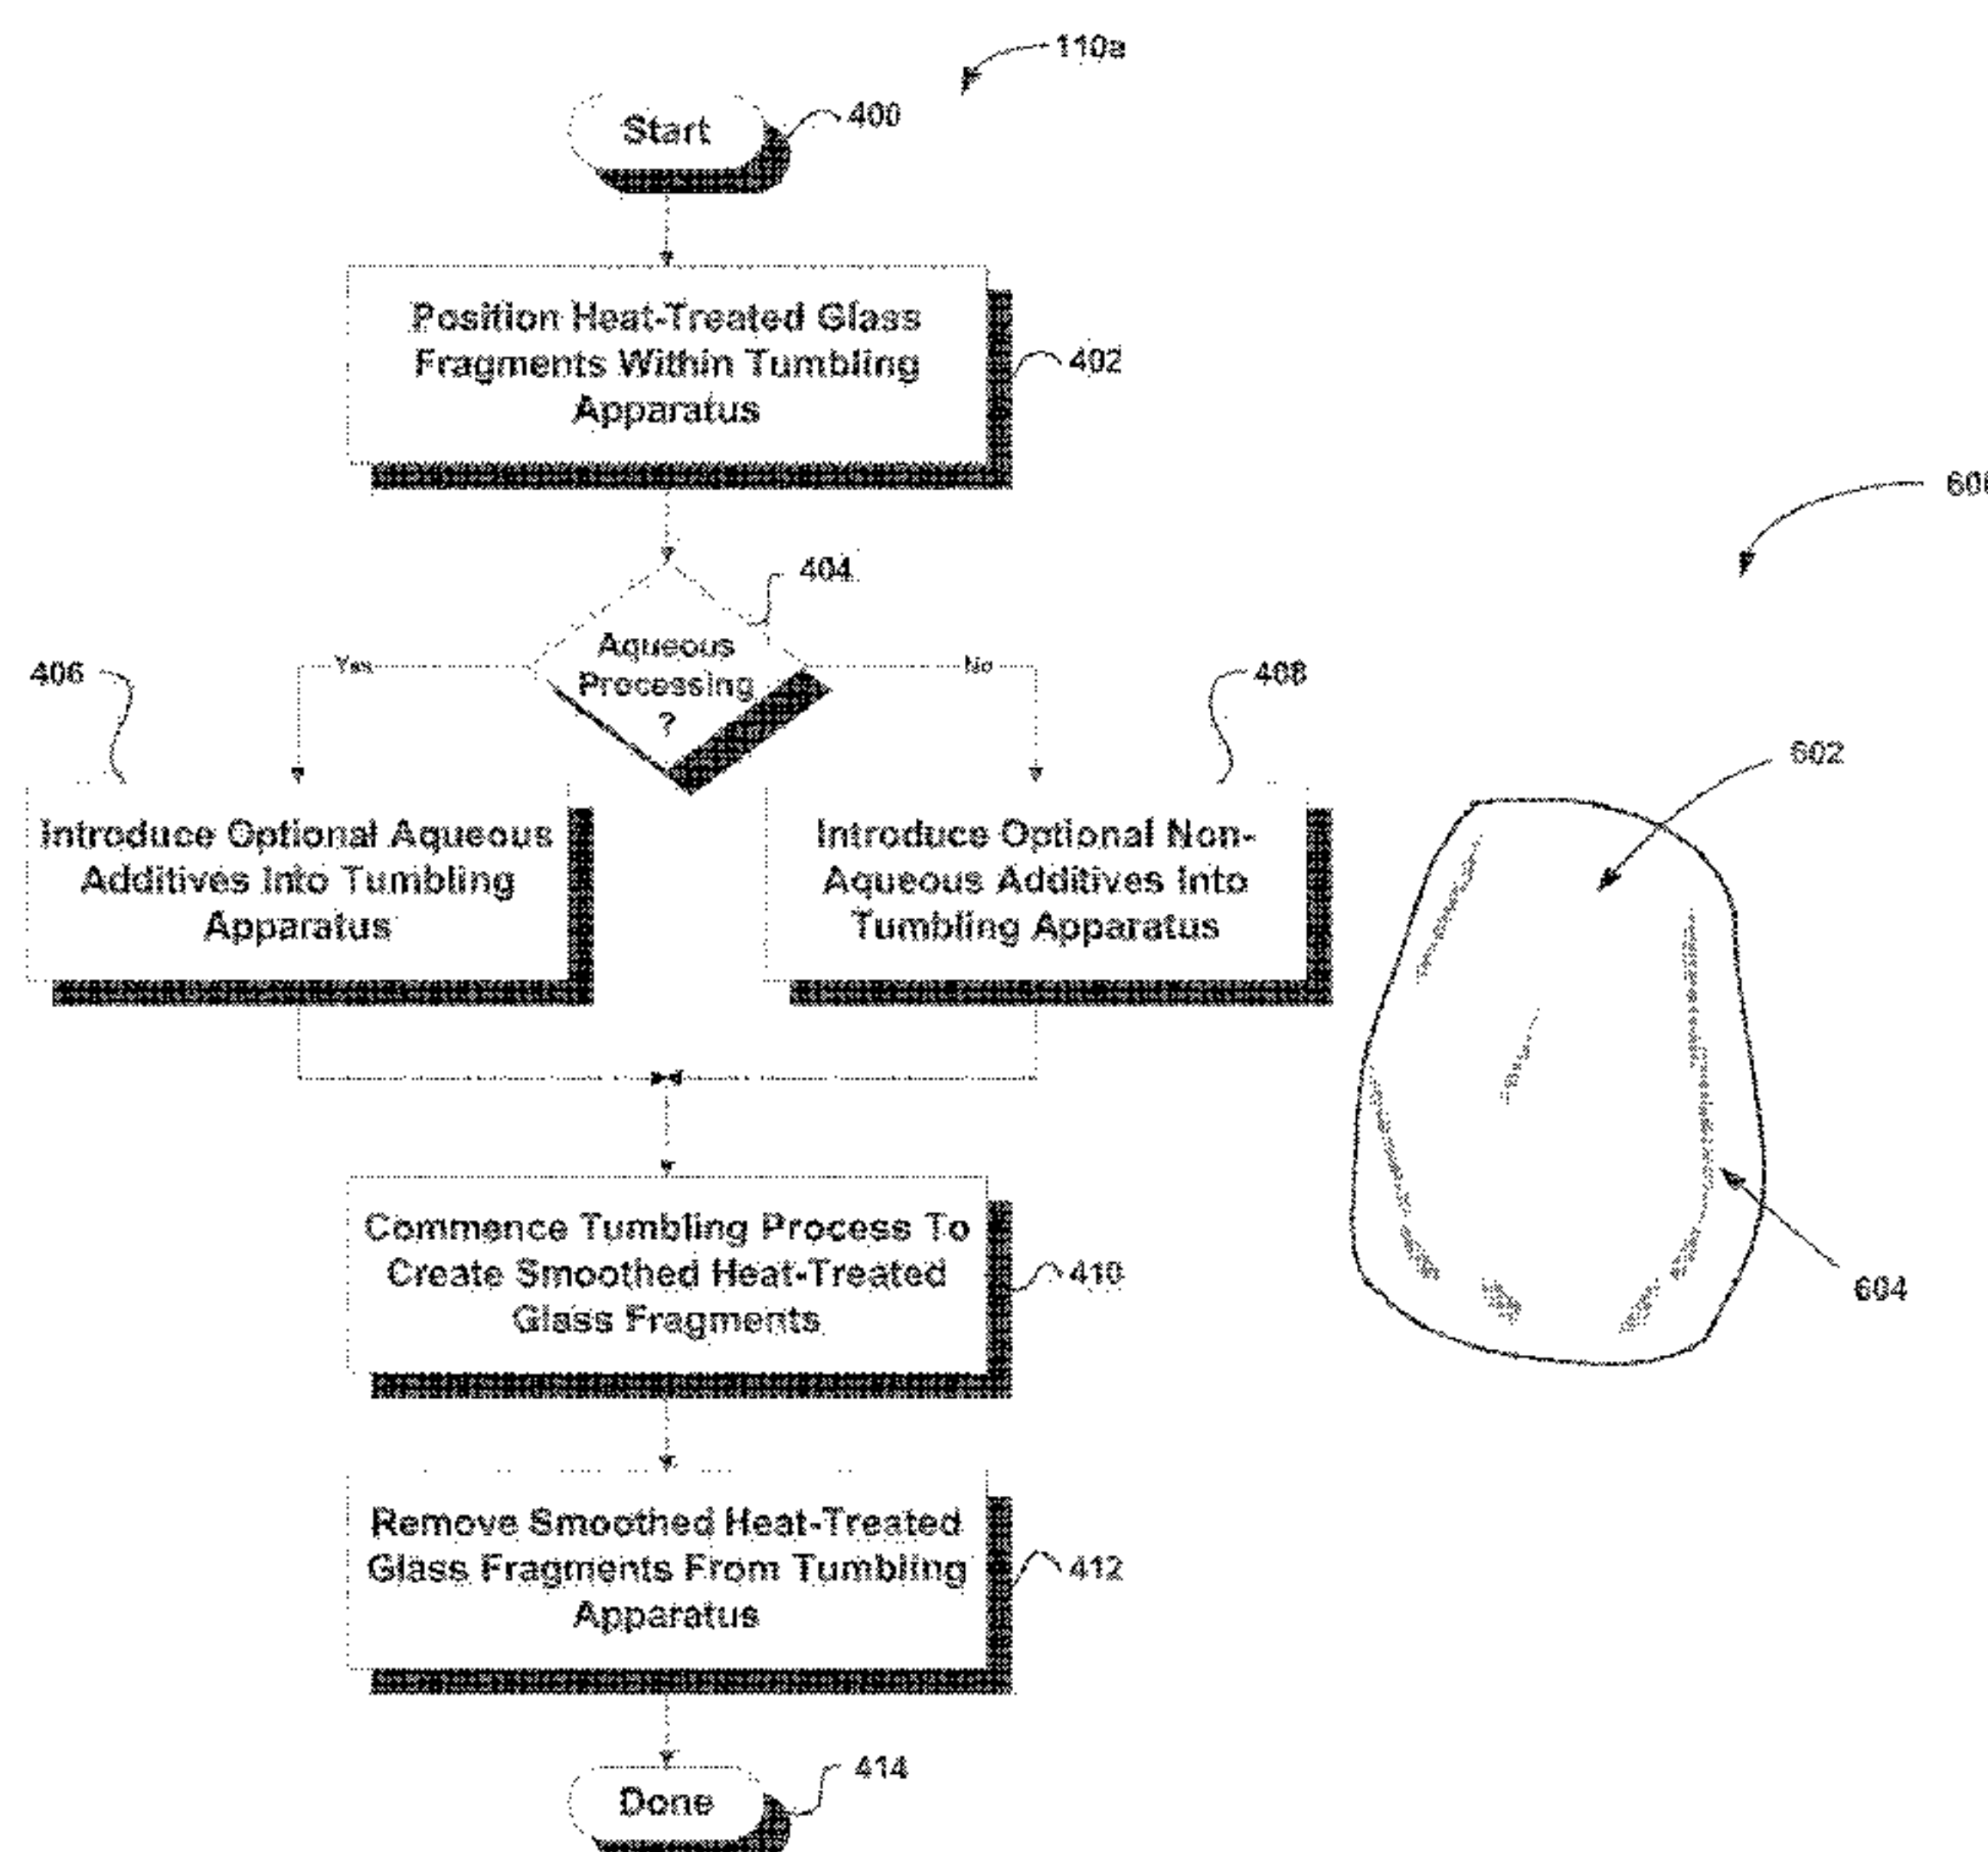 110a
Start
400
Position Heat-Treated Glass
Fragments Within Tumbling
Apparatus
402
404
Aqueous
Processing
?
Yes
No
406
408
Introduce Optional Aqueous
Additives Into Tumbling
Apparatus
Introduce Optional Non-
Aqueous Additives Into
Tumbling Apparatus
Commence Tumbling Process To
Create Smoothed Heat-Treated
Glass Fragments
410
Remove Smoothed Heat-Treated
Glass Fragments From Tumbling
Apparatus
412
Done
414
602
604